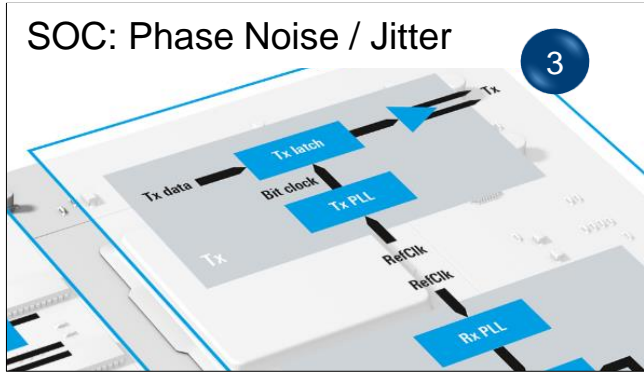 SOC: Phase Noise / Jitter
3
Tx
Tx latch
Tx data
Bit clock
Tx PLL
Tx
RefClk
RefClk
Rx PLL